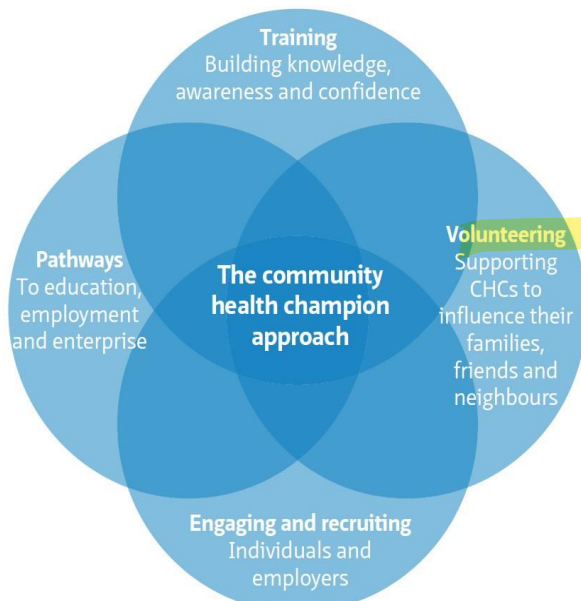 Training
Building knowledge,
awareness and confidence
Pathways
To education,
employment
and enterprise
The community
health champion
approach
Volunteering
Supporting
CHCs to
influence their
families,
friends and
neighbours
Engaging and recruiting
Individuals and
employers